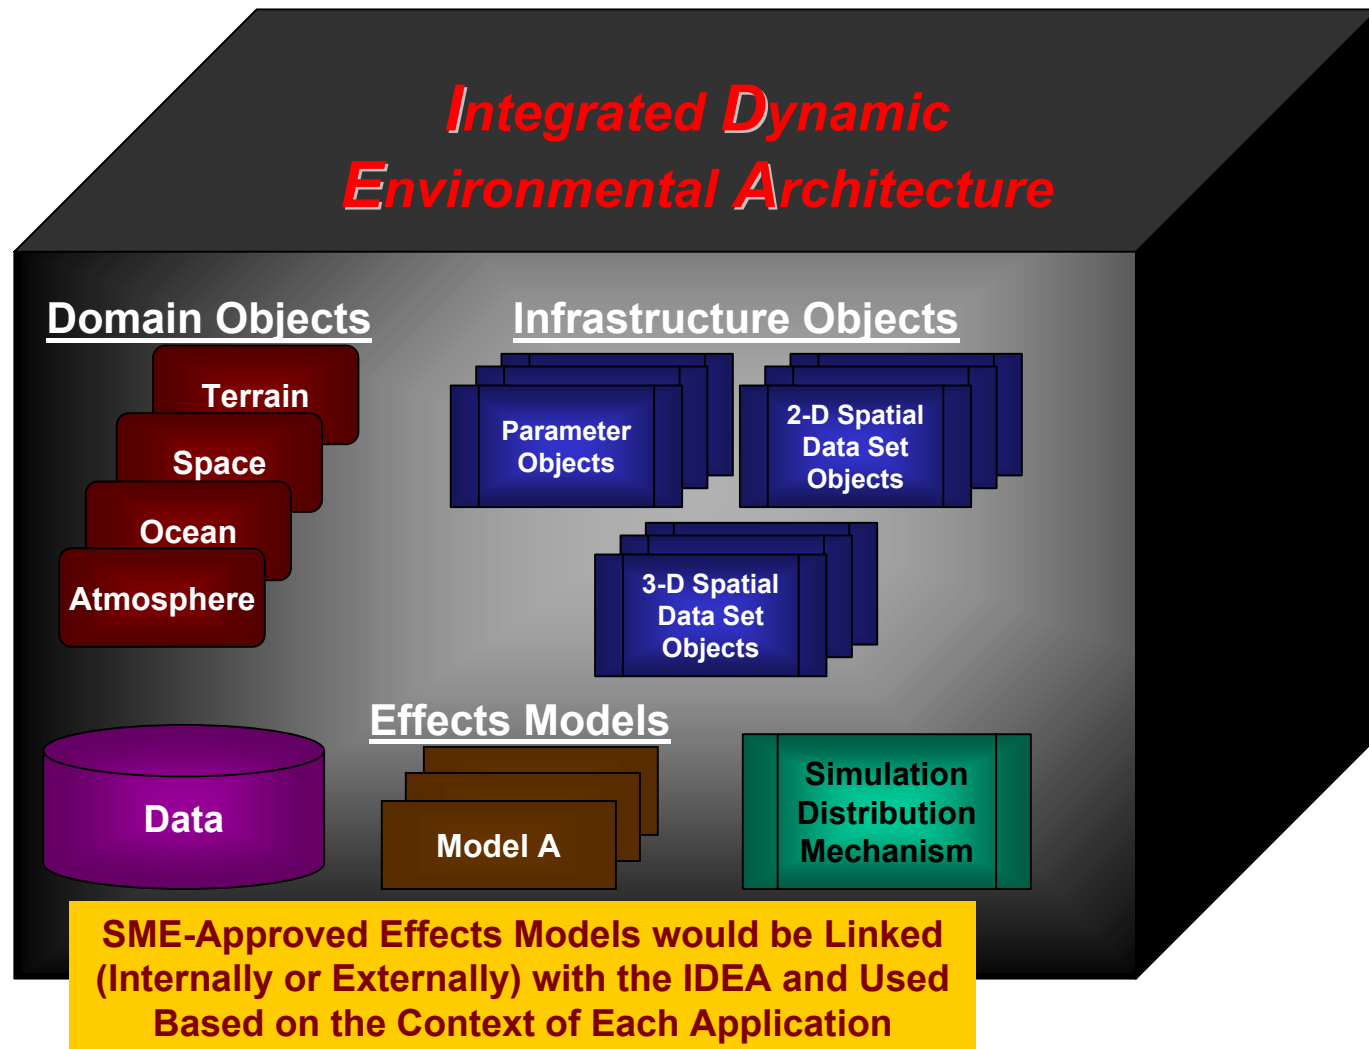 Integrated Dynamic
Environmental Architecture
Domain Objects
Terrain
Space
Ocean
Atmosphere
Infrastructure Objects
Parameter
Objects
2-D Spatial
Data Set
Objects
3-D Spatial
Data Set
Objects
Data
Effects Models
Model A
Simulation
Distribution
Mechanism
SME-Approved Effects Models would be Linked
(Internally or Externally) with the IDEA and Used
Based on the Context of Each Application